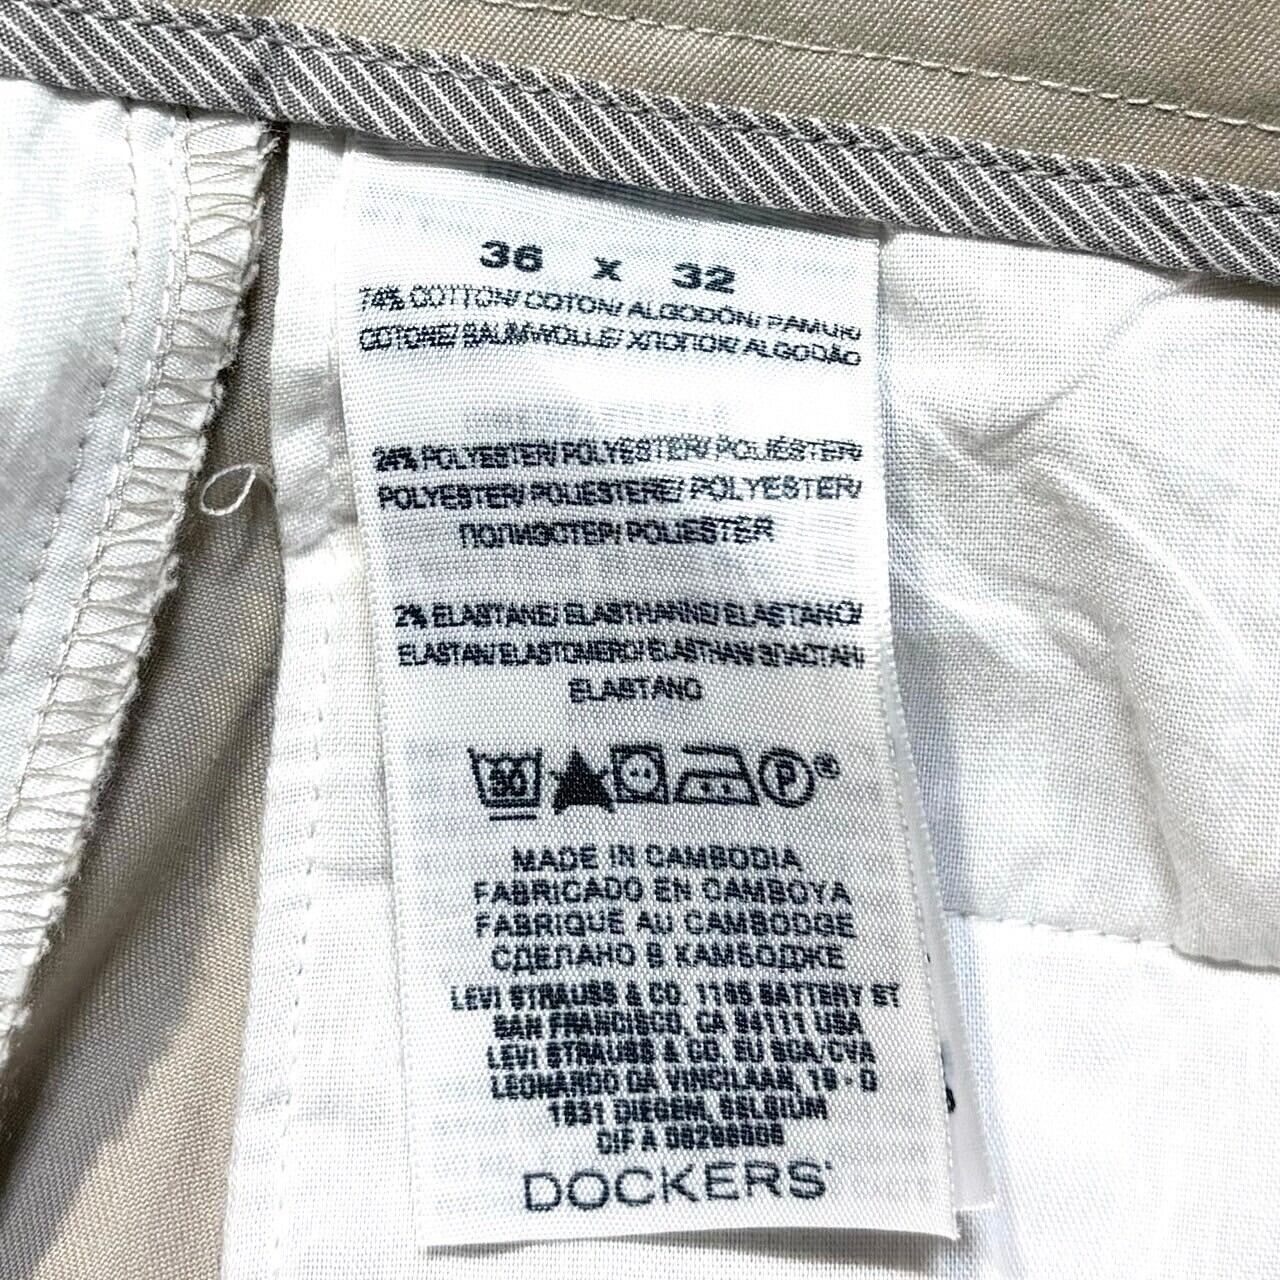 36 x 32
74% COTTON/ COTON/ ALGODÓN/ PAMUK/
COTONE/ BAUMWOLLE/ ХЛОПОК/ ALGODÃO
24% POLYESTER/ POLYESTER/ POLIÉSTER/
POLYESTER/ POLIESTERE/ POLYESTER/
ПОЛИЭСТЕР/ POLIESTER
2% ELASTANE/ ELASTHANNE/ ELASTANO/
ELASTAN/ ELASTOMERO/ ELASTHAN/ ЭЛАСТАН/
ELASTANO
30 P
MADE IN CAMBODIA
FABRICADO EN CAMBOYA
FABRIQUE AU CAMBODGE
СДЕЛАНО В КАМБОДЖЕ
LEVI STRAUSS & CO. 1155 BATTERY ST
SAN FRANCISCO, CA 94111 USA
LEVI STRAUSS & CO. EU SCA/CVA
LEONARDO DA VINCILAAN, 19 - D
1831 DIEGEM, BELGIUM
CIF A
DOCKERS®